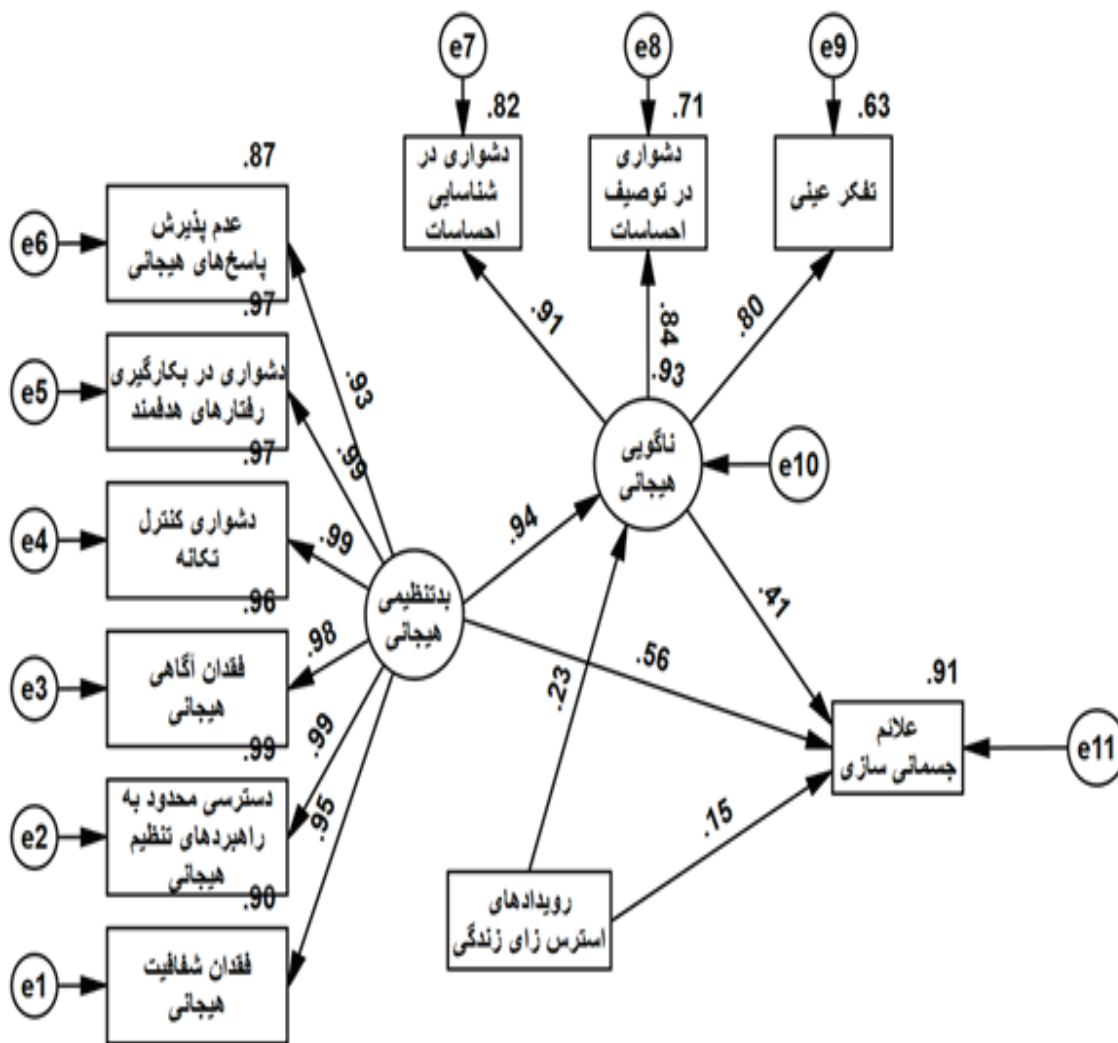 e7
e8
e9
.82
.71
.63
دشواری در
شناسایی
احساسات
دشواری
در توصیف
احساسات
تفکر عینی
.87
e6
عدم پذیرش
پاسخ‌های هیجانی
.97
e5
دشواری در بکارگیری
رفتارهای هدفمند
.97
e4
دشواری کنترل
تکانه
.96
e3
فقدان آگاهی
هیجانی
.99
e2
دسترسی محدود به
راهبردهای تنظیم
هیجانی
.90
e1
فقدان شفافیت
هیجانی
.93
.99
.99
.98
.99
.95
بدتنظیمی
هیجانی
.91
.84
.80
.93
ناگویی
هیجانی
e10
.94
.41
.56
.23
.15
.91
علائم
جسمانی سازی
e11
رویدادهای
استرس زای زندگی